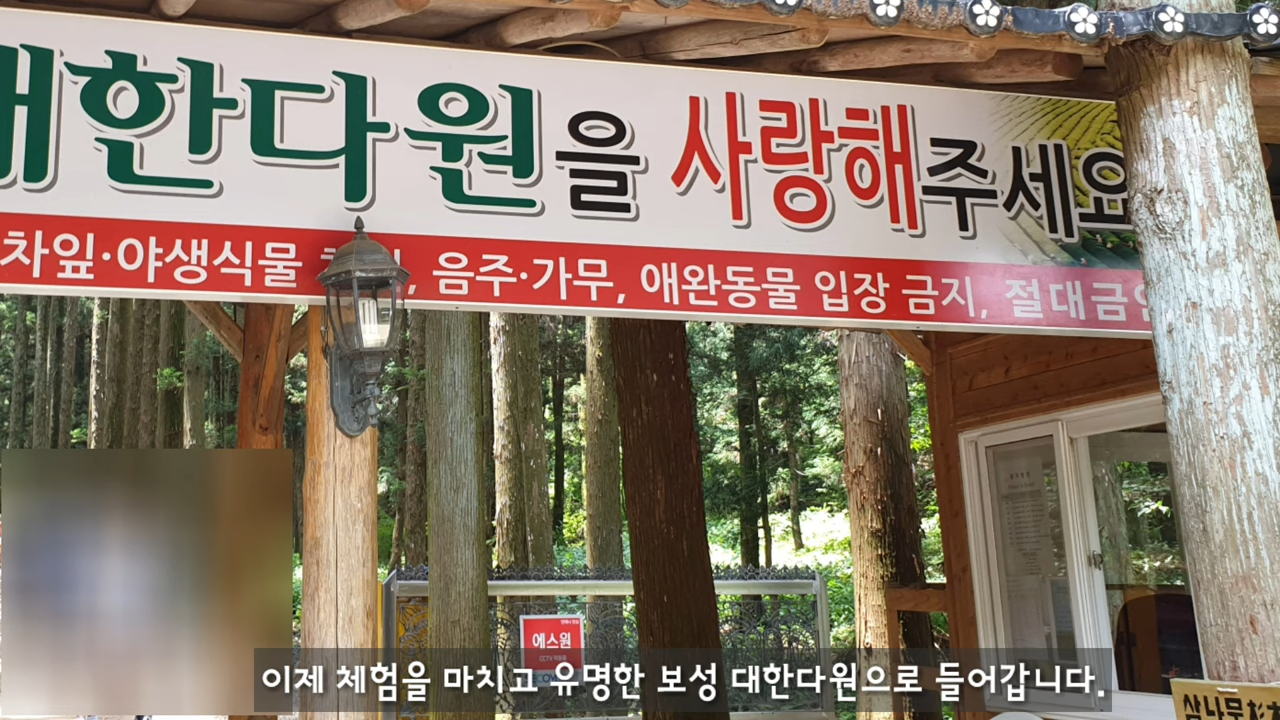 대한다원을 사랑해주세요
차잎·야생식물 , 음주·가무, 애완동물 입장 금지, 절대금연
에스원
이제 체험을 마치고 유명한 보성 대한다원으로 들어갑니다.